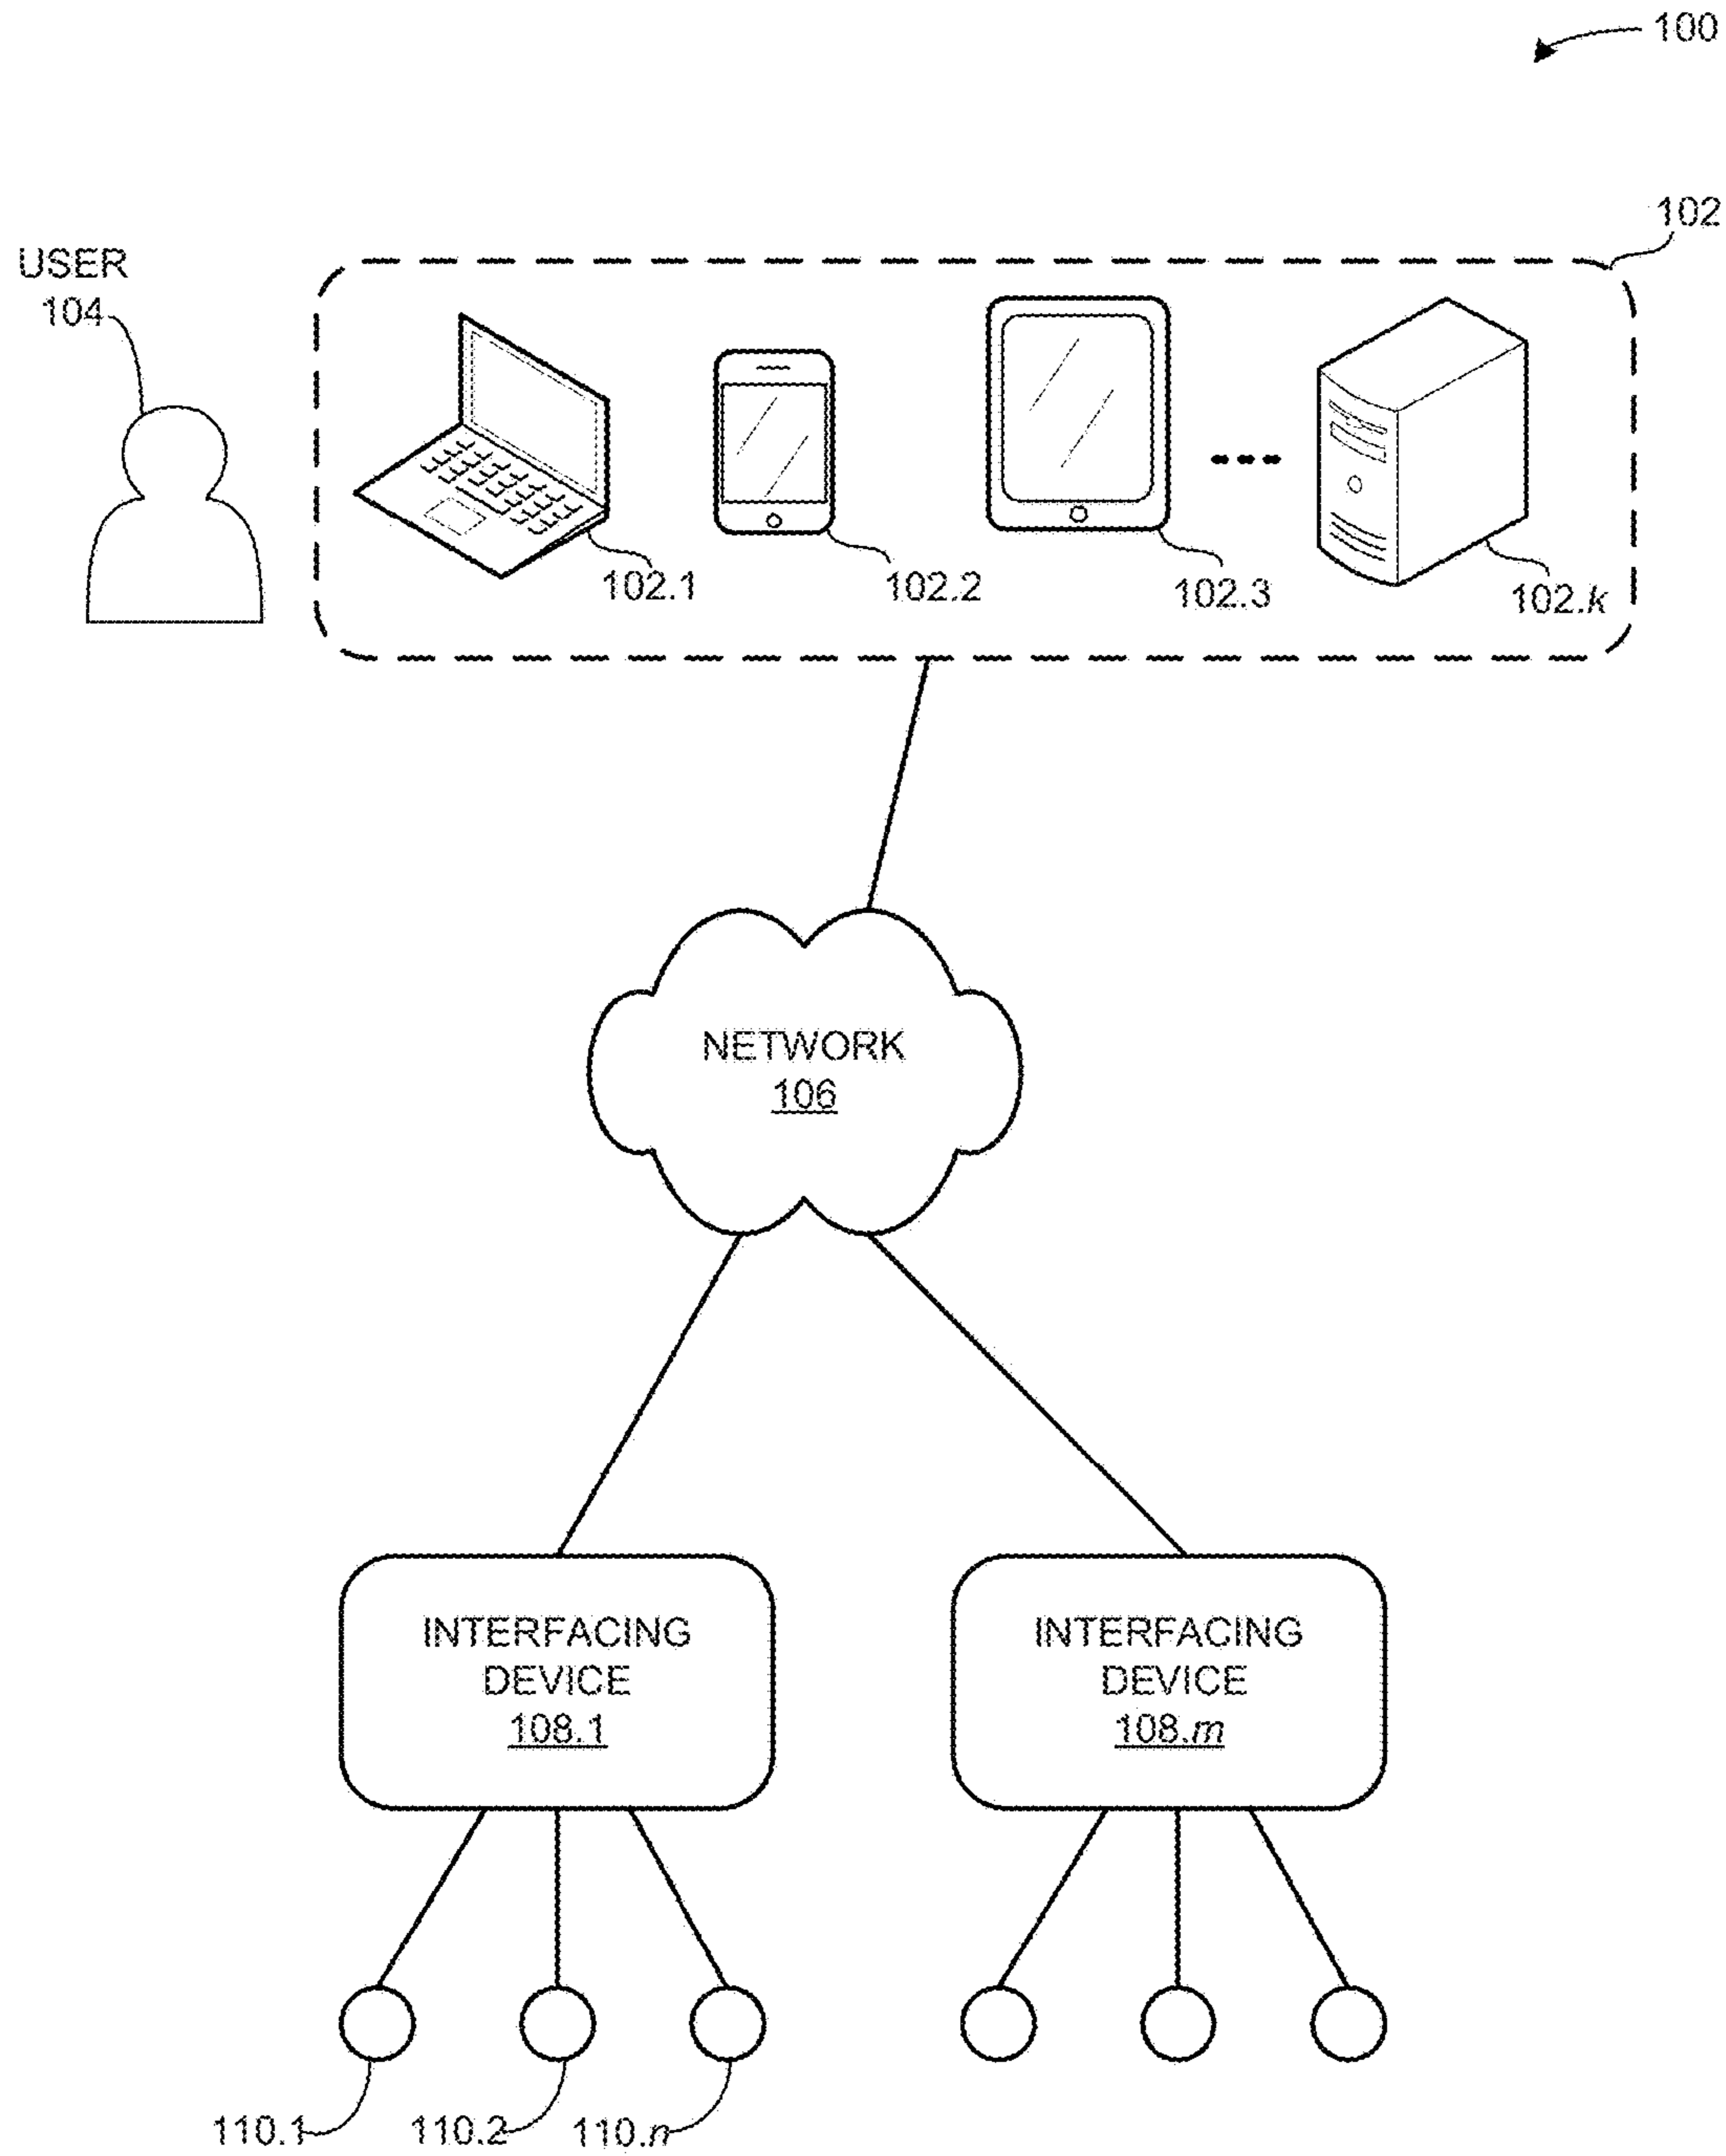 100
102
USER
104
102.1
102.2
102.3
102.k
NETWORK
106
INTERFACING
DEVICE
108.1
INTERFACING
DEVICE
108.m
110.1
110.2
110.n